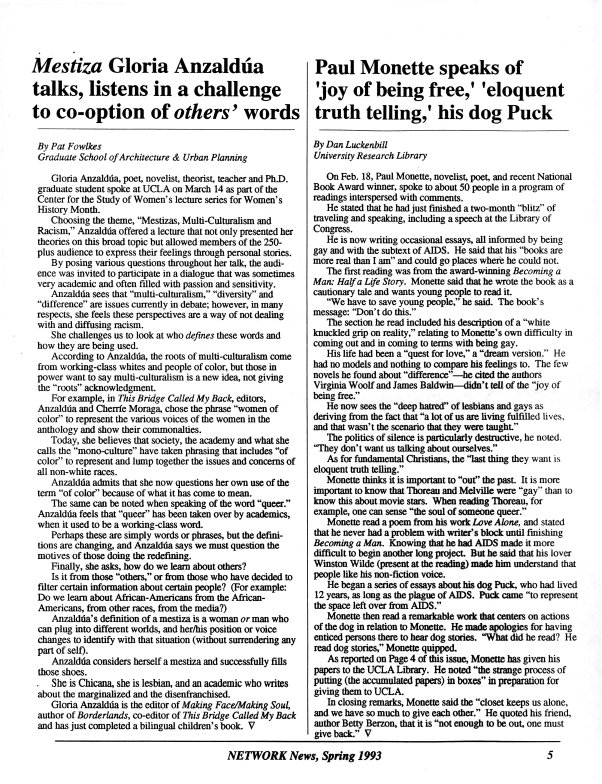 Mestiza Gloria Anzaldúa
talks, listens in a challenge
to co-option of others' words
By Pat Fowlkes
Graduate School of Architecture & Urban Planning
Gloria Anzaldúa, poet, novelist, theorist, teacher and Ph.D.
graduate student spoke at UCLA on March 14 as part of the
Center for the Study of Women's lecture series for Women's
History Month.
Choosing the theme, "Mestizas, Multi-Culturalism and
Racism," Anzaldúa offered a lecture that not only presented her
theories on this broad topic but allowed members of the 250-
plus audience to express their feelings through personal stories.
By posing various questions throughout her talk, the audi-
ence was invited to participate in a dialogue that was sometimes
very academic and often filled with passion and sensitivity.
Anzaldúa sees that "multi-culturalism," "diversity" and
"difference" are issues currently in debate; however, in many
respects, she feels these perspectives are a way of not dealing
with and diffusing racism.
She challenges us to look at who defines these words and
how they are being used.
According to Anzaldúa, the roots of multi-culturalism come
from working-class whites and people of color, but those in
power want to say multi-culturalism is a new idea, not giving
the "roots" acknowledgment.
For example, in This Bridge Called My Back, editors,
Anzaldúa and Cherríe Moraga, chose the phrase "women of
color" to represent the various voices of the women in the
anthology and show their commonalities.
Today, she believes that society, the academy and what she
calls the "mono-culture" have taken phrasing that includes "of
color" to represent and lump together the issues and concerns of
all non-white races.
Anzaldúa admits that she now questions her own use of the
term "of color" because of what it has come to mean.
The same can be noted when speaking of the word "queer."
Anzaldúa feels that "queer" has been taken over by academics,
when it used to be a working-class word.
Perhaps these are simply words or phrases, but the defini-
tions are changing, and Anzaldúa says we must question the
motives of those doing the redefining.
Finally, she asks, how do we learn about others?
Is it from those "others," or from those who have decided to
filter certain information about certain people? (For example:
Do we learn about African-Americans from the African-
Americans, from other races, from the media?)
Anzaldúa's definition of a mestiza is a woman or man who
can plug into different worlds, and her/his position or voice
changes to identify with that situation (without surrendering any
part of self).
Anzaldúa considers herself a mestiza and successfully fills
those shoes.
She is Chicana, she is lesbian, and an academic who writes
about the marginalized and the disenfranchised.
Gloria Anzaldúa is the editor of Making Face/Making Soul,
author of Borderlands, co-editor of This Bridge Called My Back
and has just completed a bilingual children's book. ∇
Paul Monette speaks of
'joy of being free,' 'eloquent
truth telling,' his dog Puck
By Dan Luckenbill
University Research Library
On Feb. 18, Paul Monette, novelist, poet, and recent National
Book Award winner, spoke to about 50 people in a program of
readings interspersed with comments.
He stated that he had just finished a two-month "blitz" of
traveling and speaking, including a speech at the Library of
Congress.
He is now writing occasional essays, all informed by being
gay and with the subtext of AIDS. He said that his "books are
more real than I am" and could go places where he could not.
The first reading was from the award-winning Becoming a
Man: Half a Life Story. Monette said that he wrote the book as a
cautionary tale and wants young people to read it.
"We have to save young people," he said. The book's
message: "Don't do this."
The section he read included his description of a "white
knuckled grip on reality," relating to Monette's own difficulty in
coming out and in coming to terms with being gay.
His life had been a "quest for love," a "dream version." He
had no models and nothing to compare his feelings to. The few
novels he found about "difference"—he cited the authors
Virginia Woolf and James Baldwin—didn't tell of the "joy of
being free."
He now sees the "deep hatred" of lesbians and gays as
deriving from the fact that "a lot of us are living fulfilled lives,
and that wasn't the scenario that they were taught."
The politics of silence is particularly destructive, he noted.
"They don't want us talking about ourselves."
As for fundamental Christians, the "last thing they want is
eloquent truth telling."
Monette thinks it is important to "out" the past. It is more
important to know that Thoreau and Melville were "gay" than to
know this about movie stars. When reading Thoreau, for
example, one can sense "the soul of someone queer."
Monette read a poem from his work Love Alone, and stated
that he never had a problem with writer's block until finishing
Becoming a Man. Knowing that he had AIDS made it more
difficult to begin another long project. But he said that his lover
Winston Wilde (present at the reading) made him understand that
people like his non-fiction voice.
He began a series of essays about his dog Puck, who had lived
12 years, as long as the plague of AIDS. Puck came "to represent
the space left over from AIDS."
Monette then read a remarkable work that centers on actions
of the dog in relation to Monette. He made apologies for having
enticed persons there to hear dog stories. "What did he read? He
read dog stories," Monette quipped.
As reported on Page 4 of this issue, Monette has given his
papers to the UCLA Library. He noted "the strange process of
putting (the accumulated papers) in boxes" in preparation for
giving them to UCLA.
In closing remarks, Monette said the "closet keeps us alone,
and we have so much to give each other." He quoted his friend,
author Betty Berzon, that it is "not enough to be out, one must
give back." ∇
NETWORK News, Spring 1993 5